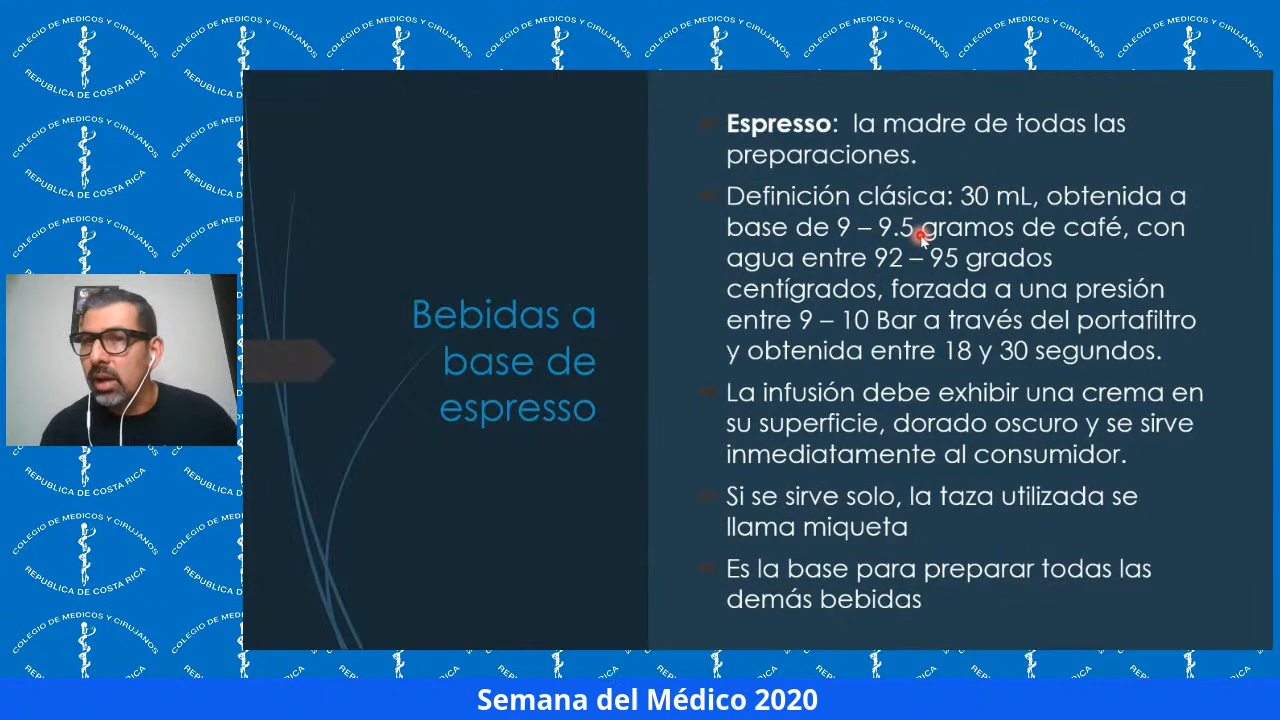 COLEGIO DE MEDICOS Y CIRUJANOS
REPUBLICA DE COSTA RICA
Bebidas a
base de
espresso
Espresso: la madre de todas las
preparaciones.
Definición clásica: 30 mL, obtenida a
base de 9 – 9.5 gramos de café, con
agua entre 92 – 95 grados
centígrados, forzada a una presión
entre 9 – 10 Bar a través del portafiltro
y obtenida entre 18 y 30 segundos.
La infusión debe exhibir una crema en
su superficie, dorado oscuro y se sirve
inmediatamente al consumidor.
Si se sirve solo, la taza utilizada se
llama miqueta
Es la base para preparar todas las
demás bebidas
Semana del Médico 2020